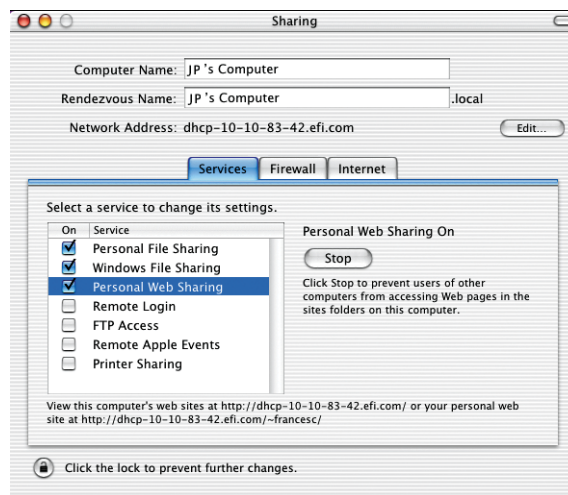 Sharing
Computer Name: JP 's Computer
Rendezvous Name: JP 's Computer .local
Network Address: dhcp-10-10-83-42.efi.com Edit...
Services Firewall Internet
Select a service to change its settings.
On Service
Personal Web Sharing On
Personal File Sharing
Stop
Windows File Sharing
Personal Web Sharing
Click Stop to prevent users of other
computers from accessing Web pages in the
sites folders on this computer.
Remote Login
FTP Access
Remote Apple Events
Printer Sharing
View this computer's web sites at http://dhcp-10-10-83-42.efi.com/ or your personal web
site at http://dhcp-10-10-83-42.efi.com/~francesc/
Click the lock to prevent further changes.